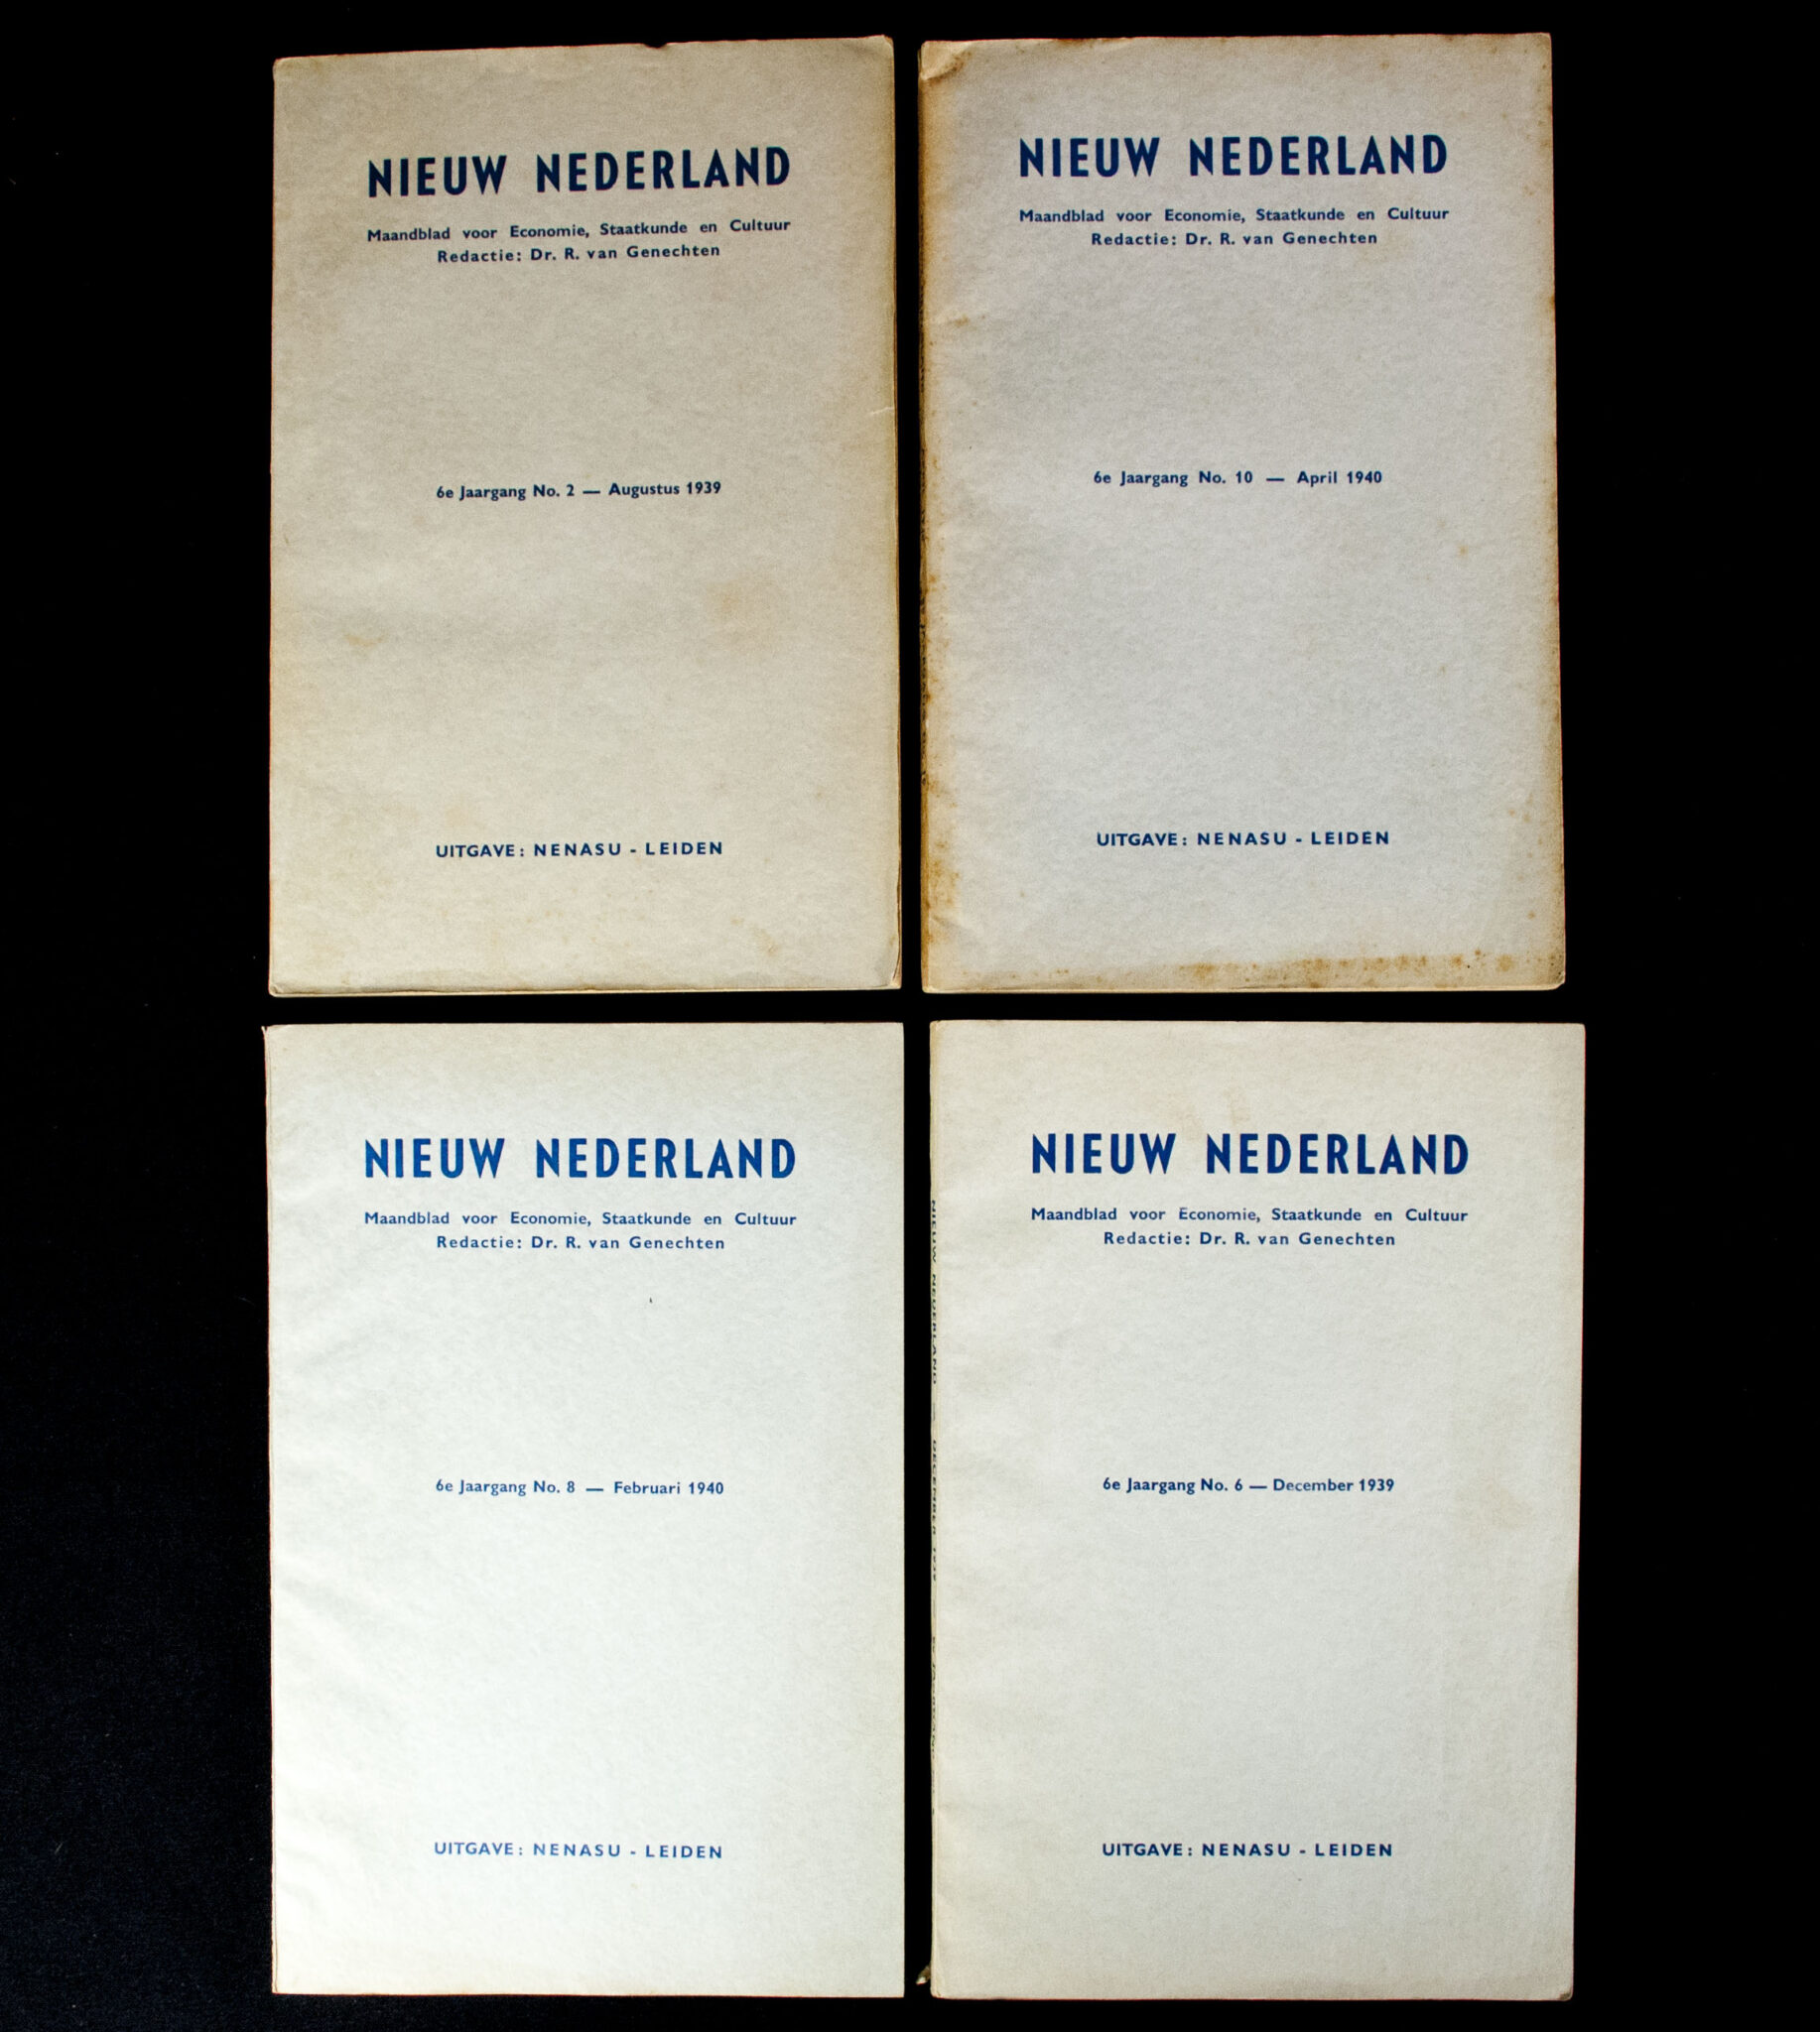 NIEUW NEDERLAND
Maandblad voor Economie, Staatkunde en Cultuur
Redactie: Dr. R. van Genechten
6e Jaargang No. 2 — Augustus 1939
UITGAVE: NENASU - LEIDEN
NIEUW NEDERLAND
Maandblad voor Economie, Staatkunde en Cultuur
Redactie: Dr. R. van Genechten
6e Jaargang No. 10 — April 1940
UITGAVE: NENASU - LEIDEN
NIEUW NEDERLAND
Maandblad voor Economie, Staatkunde en Cultuur
Redactie: Dr. R. van Genechten
6e Jaargang No. 8 — Februari 1940
UITGAVE: NENASU - LEIDEN
NIEUW NEDERLAND
Maandblad voor Economie, Staatkunde en Cultuur
Redactie: Dr. R. van Genechten
6e Jaargang No. 6 — December 1939
UITGAVE: NENASU - LEIDEN
NIEUW NEDERLAND — DECEMBER 1939